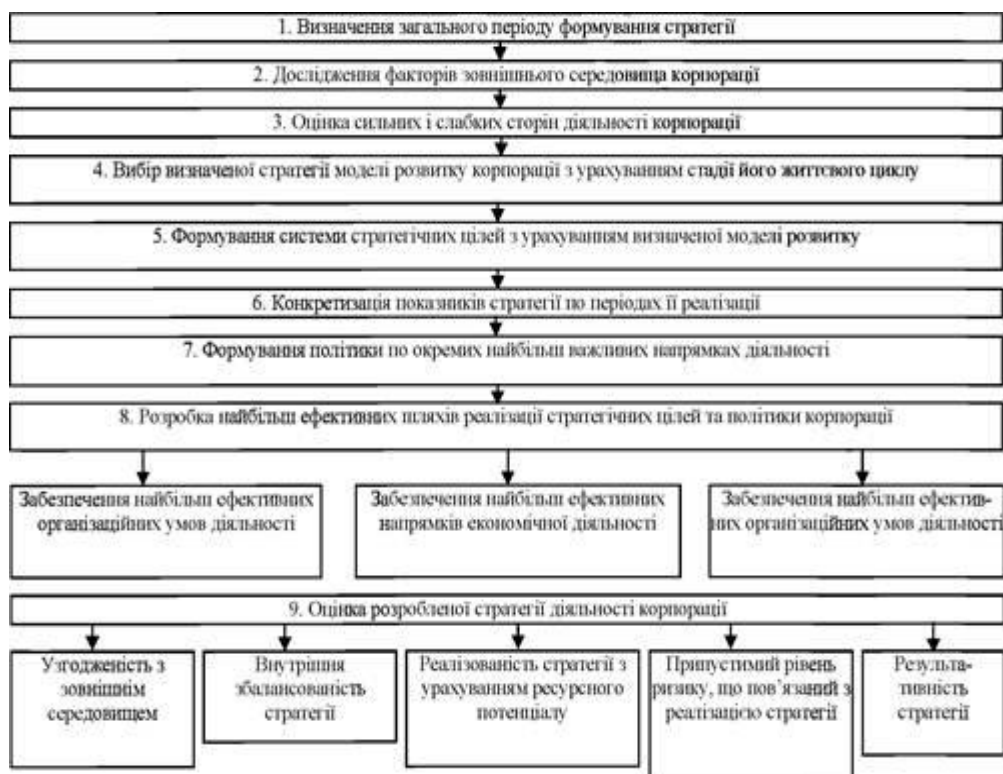 1. Визначення загального періоду формування стратегії
2. Дослідження факторів зовнішнього середовища корпорації
3. Оцінка сильних і слабких сторін діяльності корпорації
4. Вибір визначеної стратегії моделі розвитку корпорації з урахуванням стадії його життєвого циклу
5. Формування системи стратегічних цілей з урахуванням визначеної моделі розвитку
6. Конкретизація показників стратегії по періодах її реалізації
7. Формування політики по окремих найбільш важливих напрямках діяльності
8. Розробка найбільш ефективних шляхів реалізації стратегічних цілей та політики корпорації
Забезпечення найбільш ефективних
організаційних умов діяльності
Забезпечення найбільш ефективних
напрямків економічної діяльності
Забезпечення найбільш ефектив-
них організаційних умов діяльності
9. Оцінка розробленої стратегії діяльності корпорації
Узгодженість з
зовнішнім
середовищем
Внутрішня
збалансованість
стратегії
Реалізованість стратегії з
урахуванням ресурсного
потенціалу
Припустимий рівень
ризику, що пов’язаний з
реалізацією стратегії
Результа-
тивність
стратегії